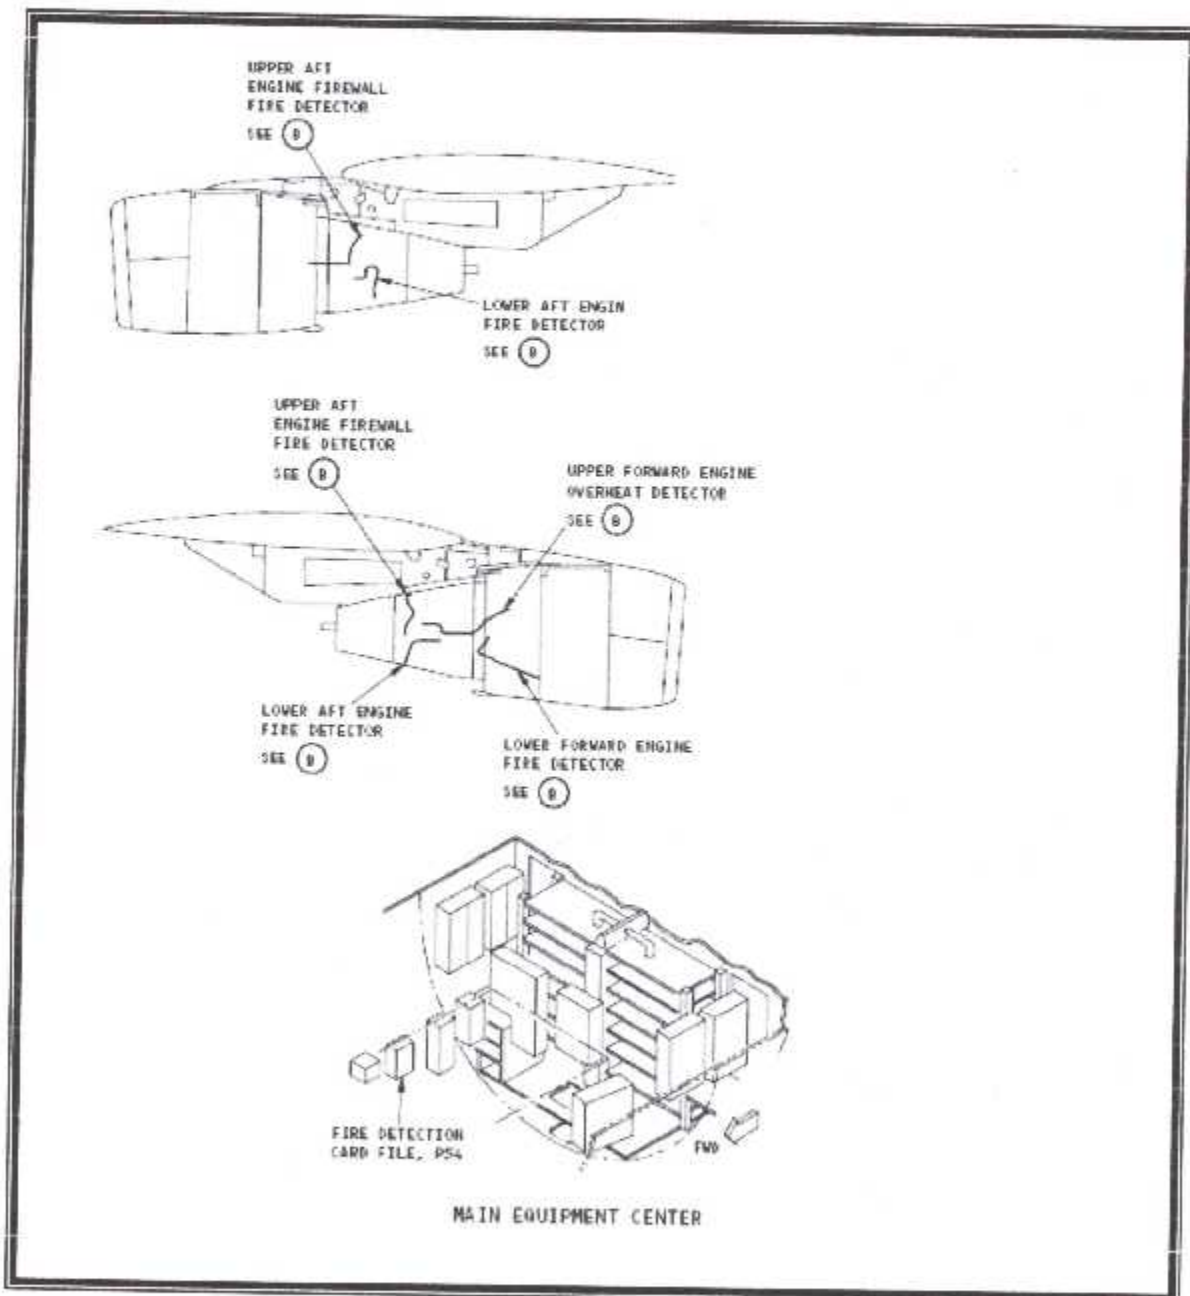 UPPER AFT
ENGINE FIREWALL
FIRE DETECTOR
SEE B
LOWER AFT ENGIN
FIRE DETECTOR
SEE B
UPPER AFT
ENGINE FIREWALL
FIRE DETECTOR
SEE B
UPPER FORWARD ENGINE
OVERHEAT DETECTOR
SEE B
LOWER AFT ENGINE
FIRE DETECTOR
SEE B
LOWER FORWARD ENGINE
FIRE DETECTOR
SEE B
FIRE DETECTION
CARD FILE, P54
FWD
MAIN EQUIPMENT CENTER